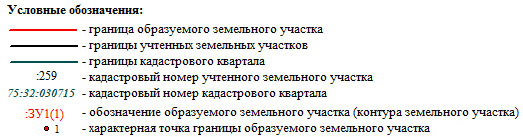 Условные обозначения:
- граница образуемого земельного участка
- границы учтенных земельных участков
- границы кадастрового квартала
:259 - кадастровый номер учтенного земельного участка
75:32:030715 - кадастровый номер кадастрового квартала
:ЗУ1(1) - обозначение образуемого земельного участка (контура земельного участка)
1 - характерная точка границы образуемого земельного участка